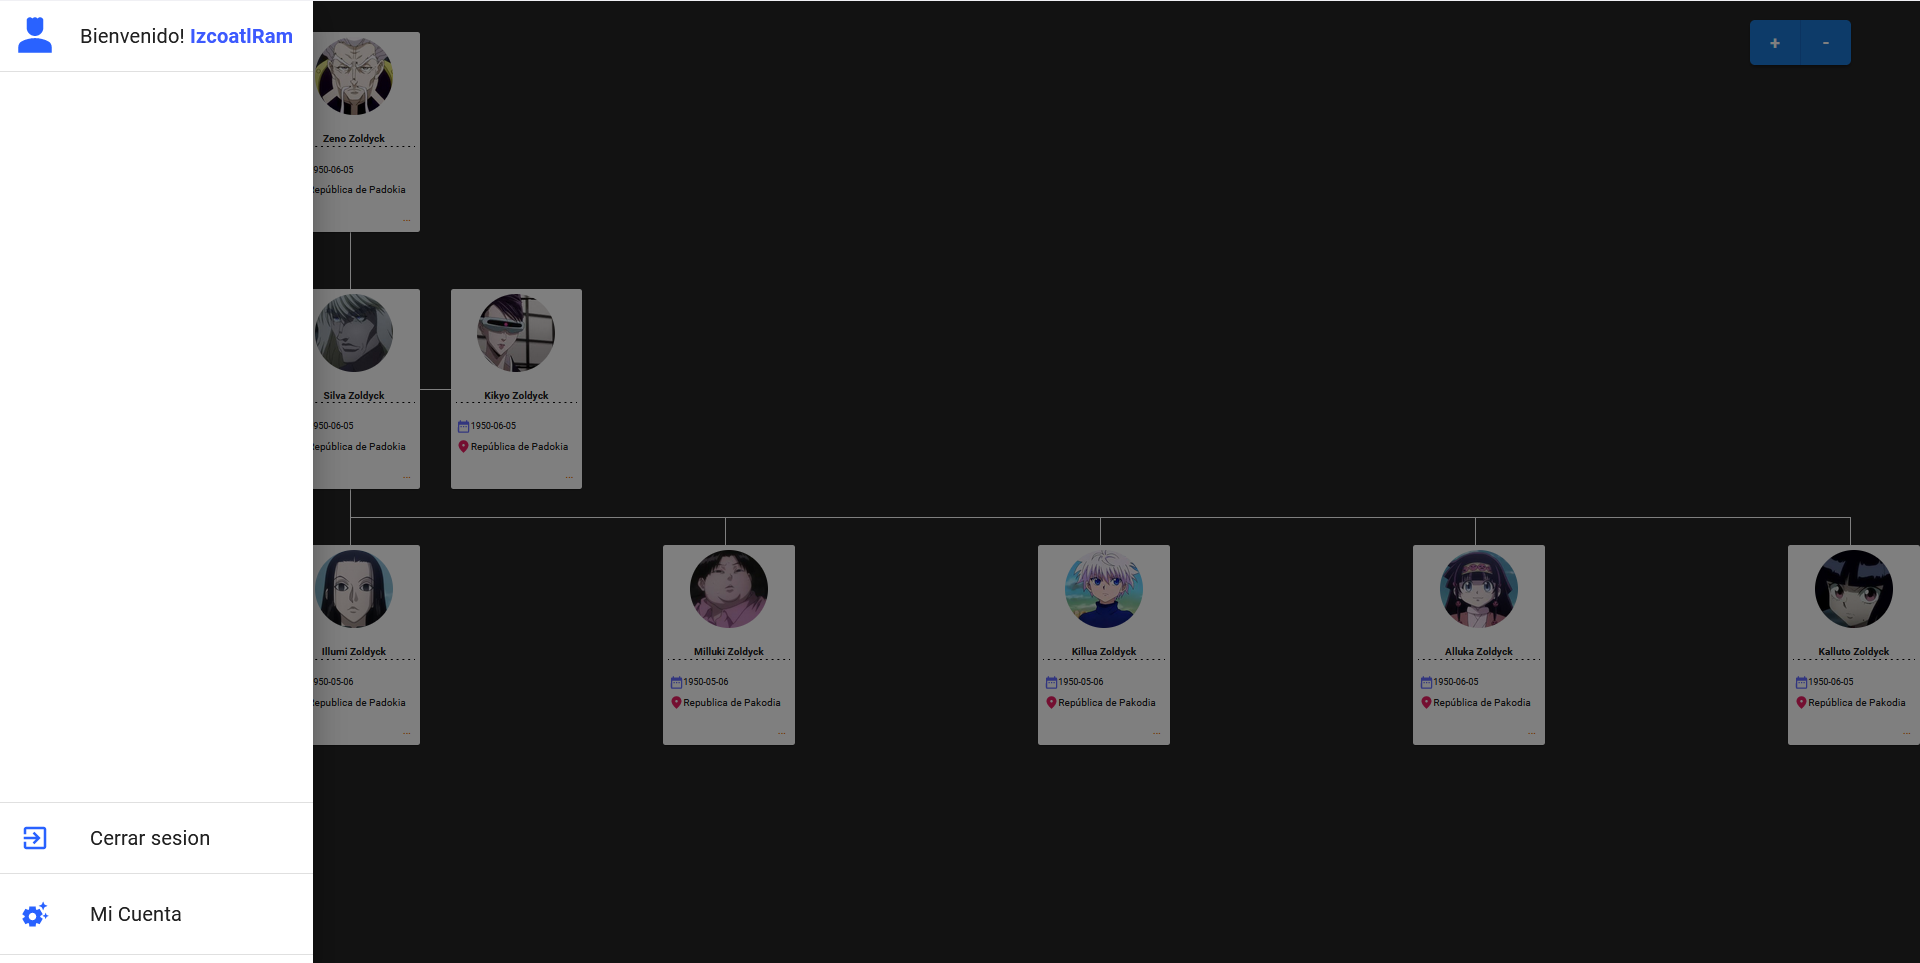 Bienvenido! IzcoatlRam
+ -
Zeno Zoldyck
950-06-05
epública de Padokia
...
Silva Zoldyck
950-06-05
epública de Padokia
...
Kikyo Zoldyck
1950-06-05
República de Padokia
...
Illumi Zoldyck
950-05-06
epublica de Padokia
...
Milluki Zoldyck
1950-05-06
Republica de Pakodia
...
Killua Zoldyck
1950-05-06
República de Pakodia
...
Alluka Zoldyck
1950-06-05
República de Pakodia
...
Kalluto Zoldyck
1950-06-05
República de Pakodia
...
Cerrar sesion
Mi Cuenta